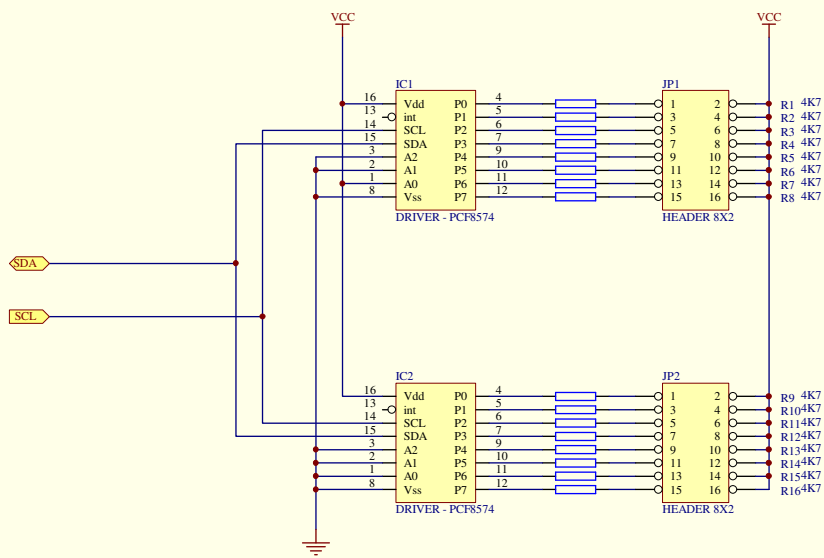 VCC
VCC
IC1
JP1
16 Vdd P0 4
13 int P1 5
14 SCL P2 6
15 SDA P3 7
3 A2 P4 9
2 A1 P5 10
1 A0 P6 11
8 Vss P7 12
DRIVER - PCF8574
1 2
3 4
5 6
7 8
9 10
11 12
13 14
15 16
HEADER 8X2
R1 4K7
R2 4K7
R3 4K7
R4 4K7
R5 4K7
R6 4K7
R7 4K7
R8 4K7
SDA
SCL
IC2
JP2
16 Vdd P0 4
13 int P1 5
14 SCL P2 6
15 SDA P3 7
3 A2 P4 9
2 A1 P5 10
1 A0 P6 11
8 Vss P7 12
DRIVER - PCF8574
1 2
3 4
5 6
7 8
9 10
11 12
13 14
15 16
HEADER 8X2
R9 4K7
R10 4K7
R11 4K7
R12 4K7
R13 4K7
R14 4K7
R15 4K7
R16 4K7